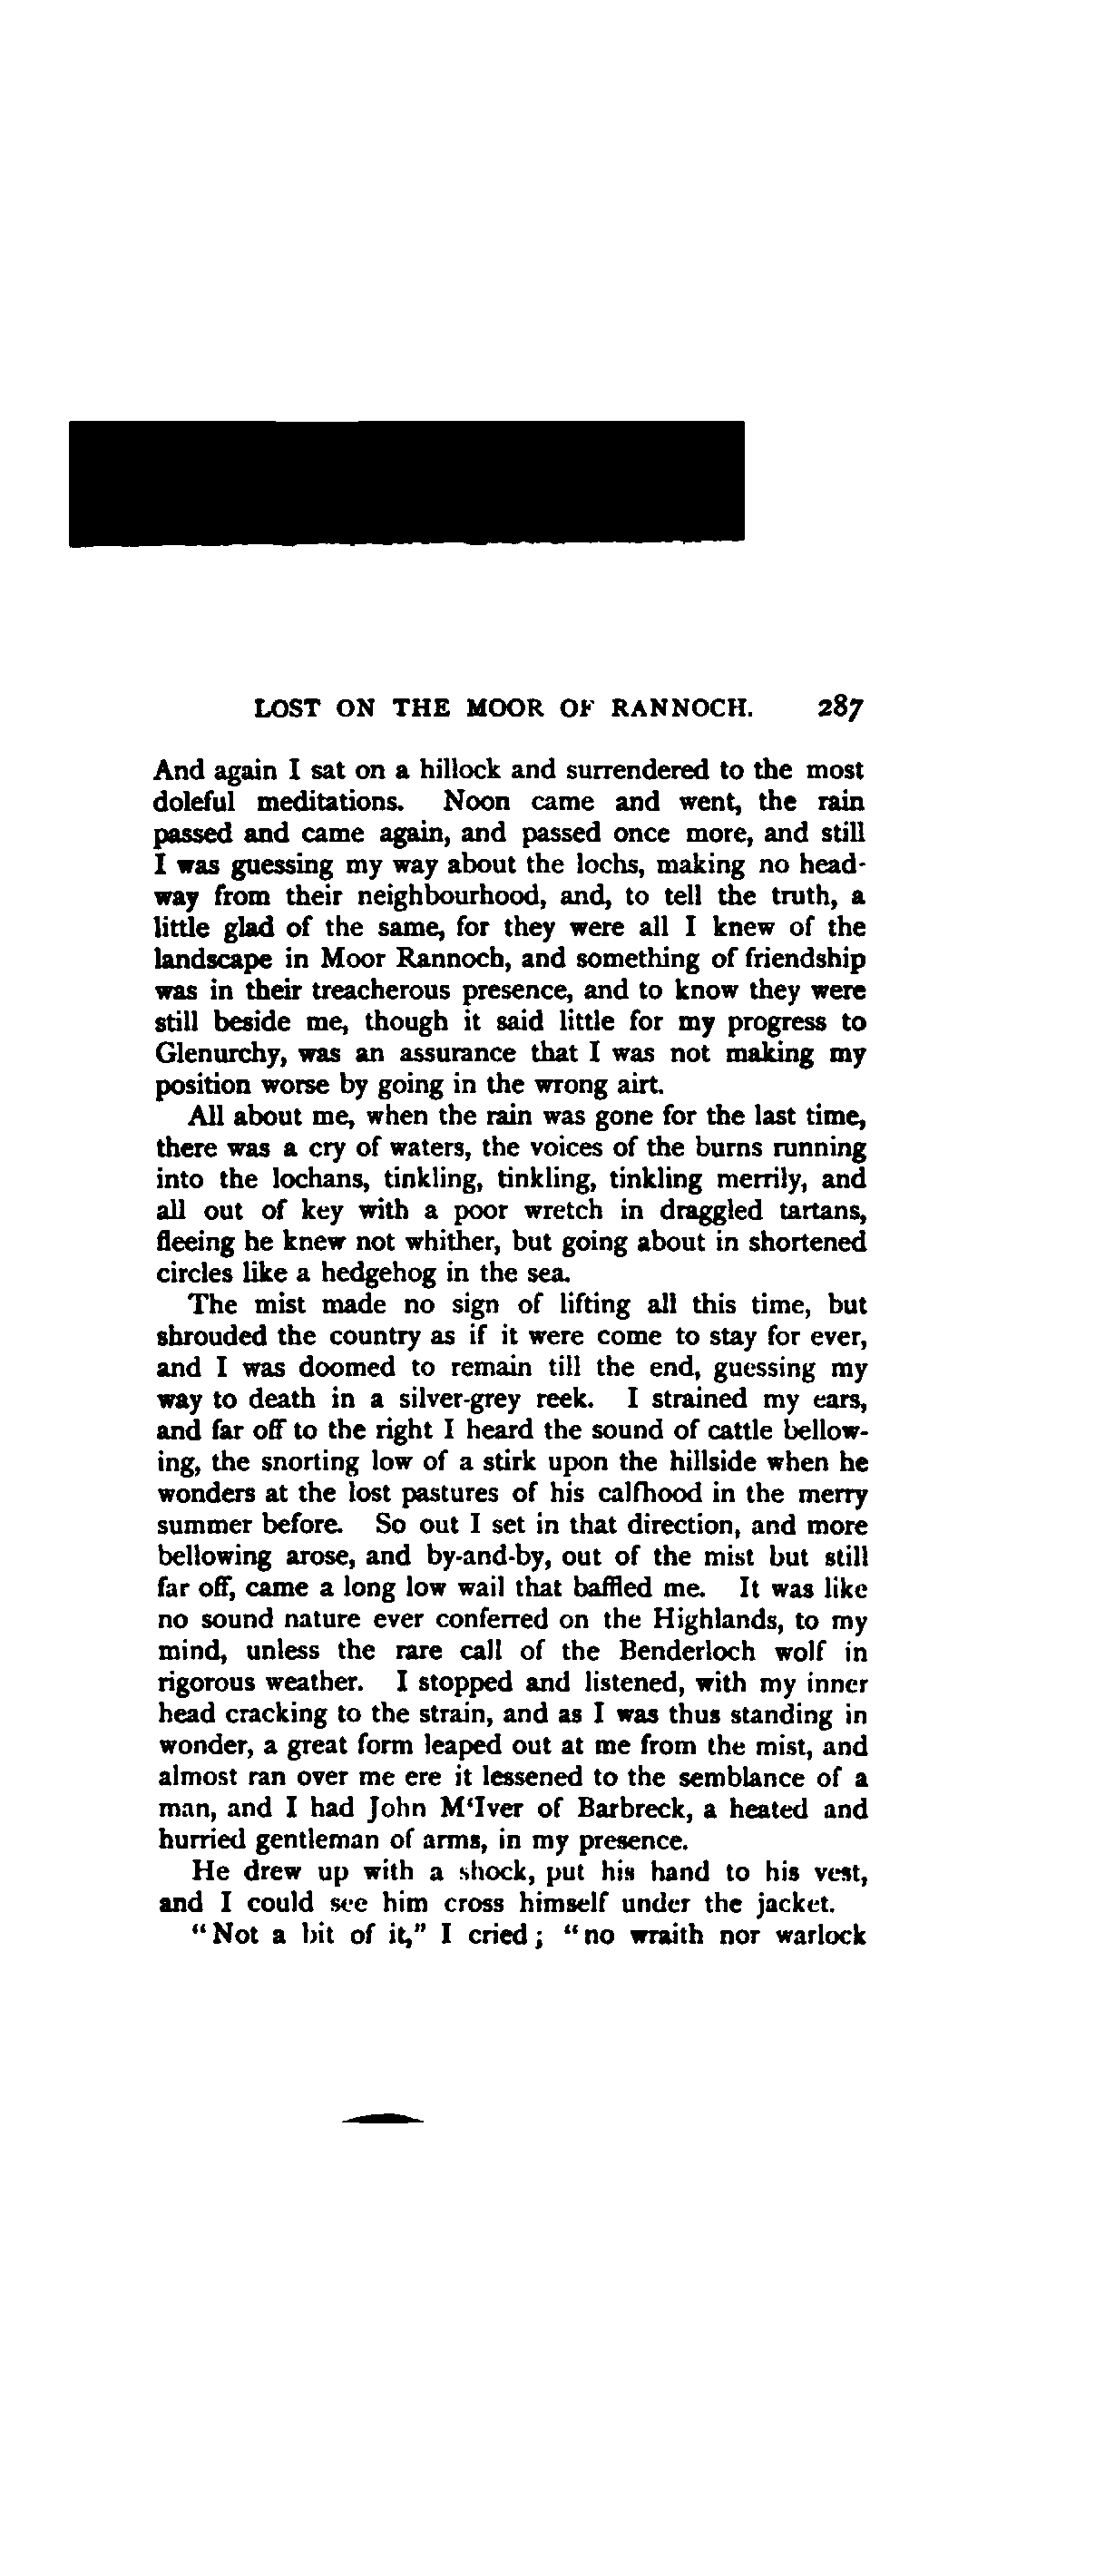 LOST ON THE MOOR OF RANNOCH. 287
And again I sat on a hillock and surrendered to the most
doleful meditations. Noon came and went, the rain
passed and came again, and passed once more, and still
I was guessing my way about the lochs, making no head-
way from their neighbourhood, and, to tell the truth, a
little glad of the same, for they were all I knew of the
landscape in Moor Rannoch, and something of friendship
was in their treacherous presence, and to know they were
still beside me, though it said little for my progress to
Glenurchy, was an assurance that I was not making my
position worse by going in the wrong airt.
All about me, when the rain was gone for the last time,
there was a cry of waters, the voices of the burns running
into the lochans, tinkling, tinkling, tinkling merrily, and
all out of key with a poor wretch in draggled tartans,
fleeing he knew not whither, but going about in shortened
circles like a hedgehog in the sea.
The mist made no sign of lifting all this time, but
shrouded the country as if it were come to stay for ever,
and I was doomed to remain till the end, guessing my
way to death in a silver-grey reek. I strained my ears,
and far off to the right I heard the sound of cattle bellow-
ing, the snorting low of a stirk upon the hillside when he
wonders at the lost pastures of his calfhood in the merry
summer before. So out I set in that direction, and more
bellowing arose, and by-and-by, out of the mist but still
far off, came a long low wail that baffled me. It was like
no sound nature ever conferred on the Highlands, to my
mind, unless the rare call of the Benderloch wolf in
rigorous weather. I stopped and listened, with my inner
head cracking to the strain, and as I was thus standing in
wonder, a great form leaped out at me from the mist, and
almost ran over me ere it lessened to the semblance of a
man, and I had John M‘Iver of Barbreck, a heated and
hurried gentleman of arms, in my presence.
He drew up with a shock, put his hand to his vest,
and I could see him cross himself under the jacket.
“Not a bit of it,” I cried; “no wraith nor warlock